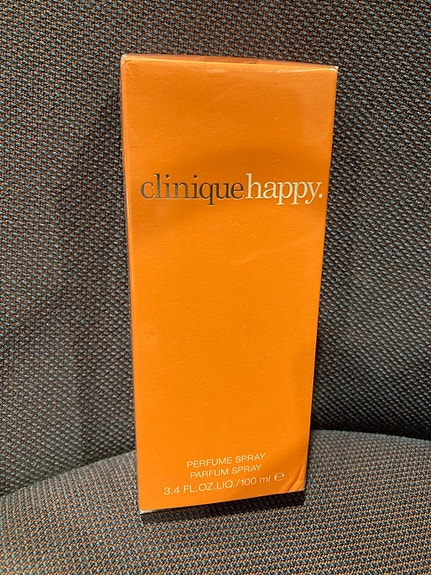 cliniquehappy.
PERFUME SPRAY
PARFUM SPRAY
3.4 FL.OZ.LIQ./100 ml ℮